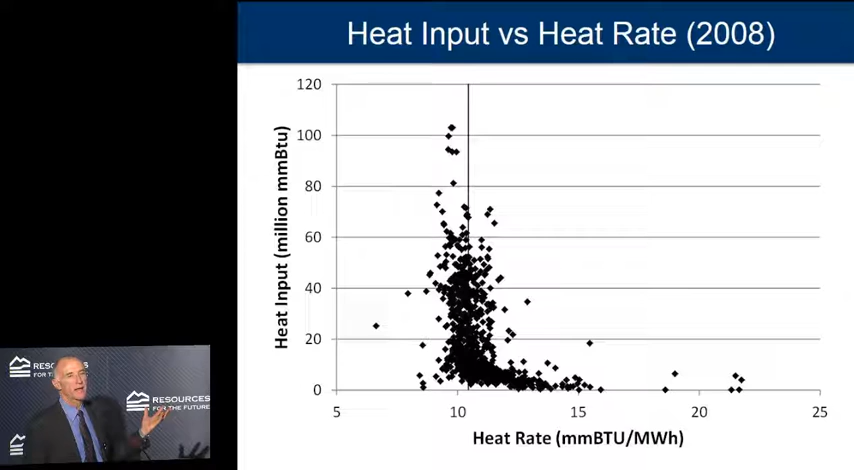 Heat Input vs Heat Rate (2008)
120
100
80
60
40
20
0
Heat Input (million mmBtu)
5
10
15
20
25
Heat Rate (mmBTU/MWh)
RESOURCES
FOR THE FUTURE